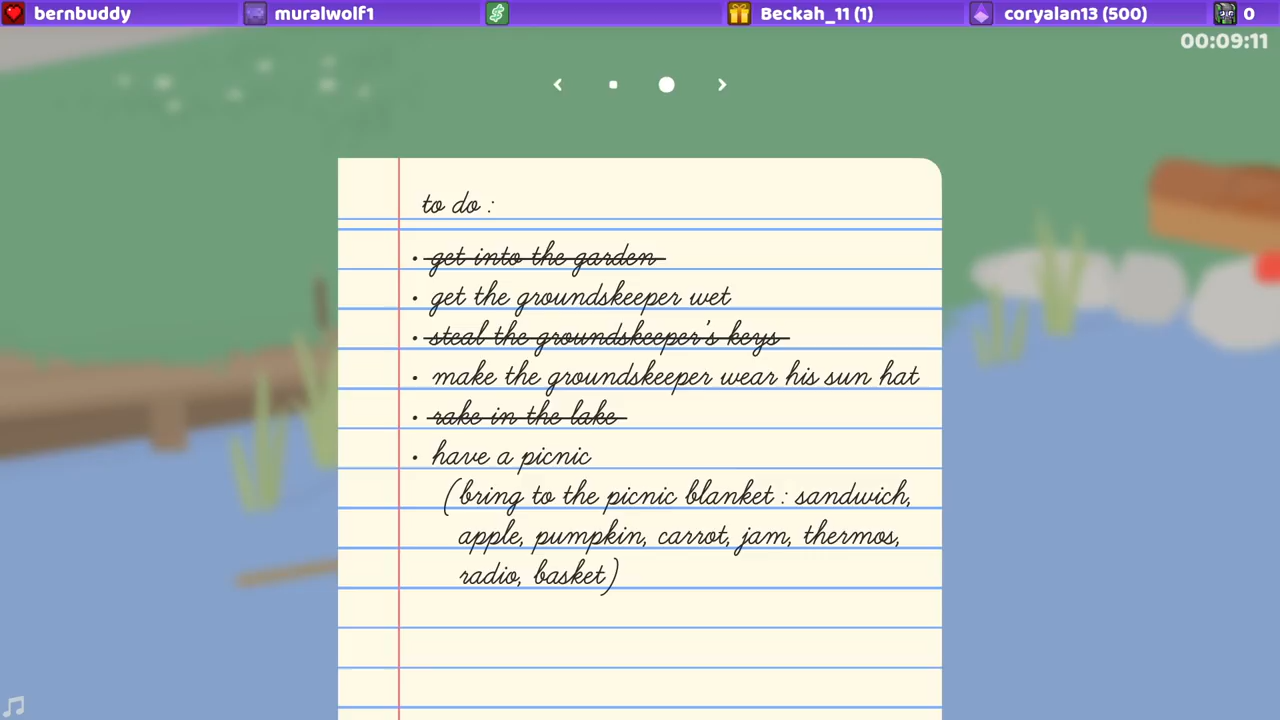 bernbuddy muralwolf1 Beckah_11 (1) coryalan13 (500) 0
00:09:11
to do :
• get into the garden
• get the groundskeeper wet
• steal the groundskeeper's keys
• make the groundskeeper wear his sun hat
• rake in the lake
• have a picnic
(bring to the picnic blanket : sandwich,
apple, pumpkin, carrot, jam, thermos,
radio, basket)